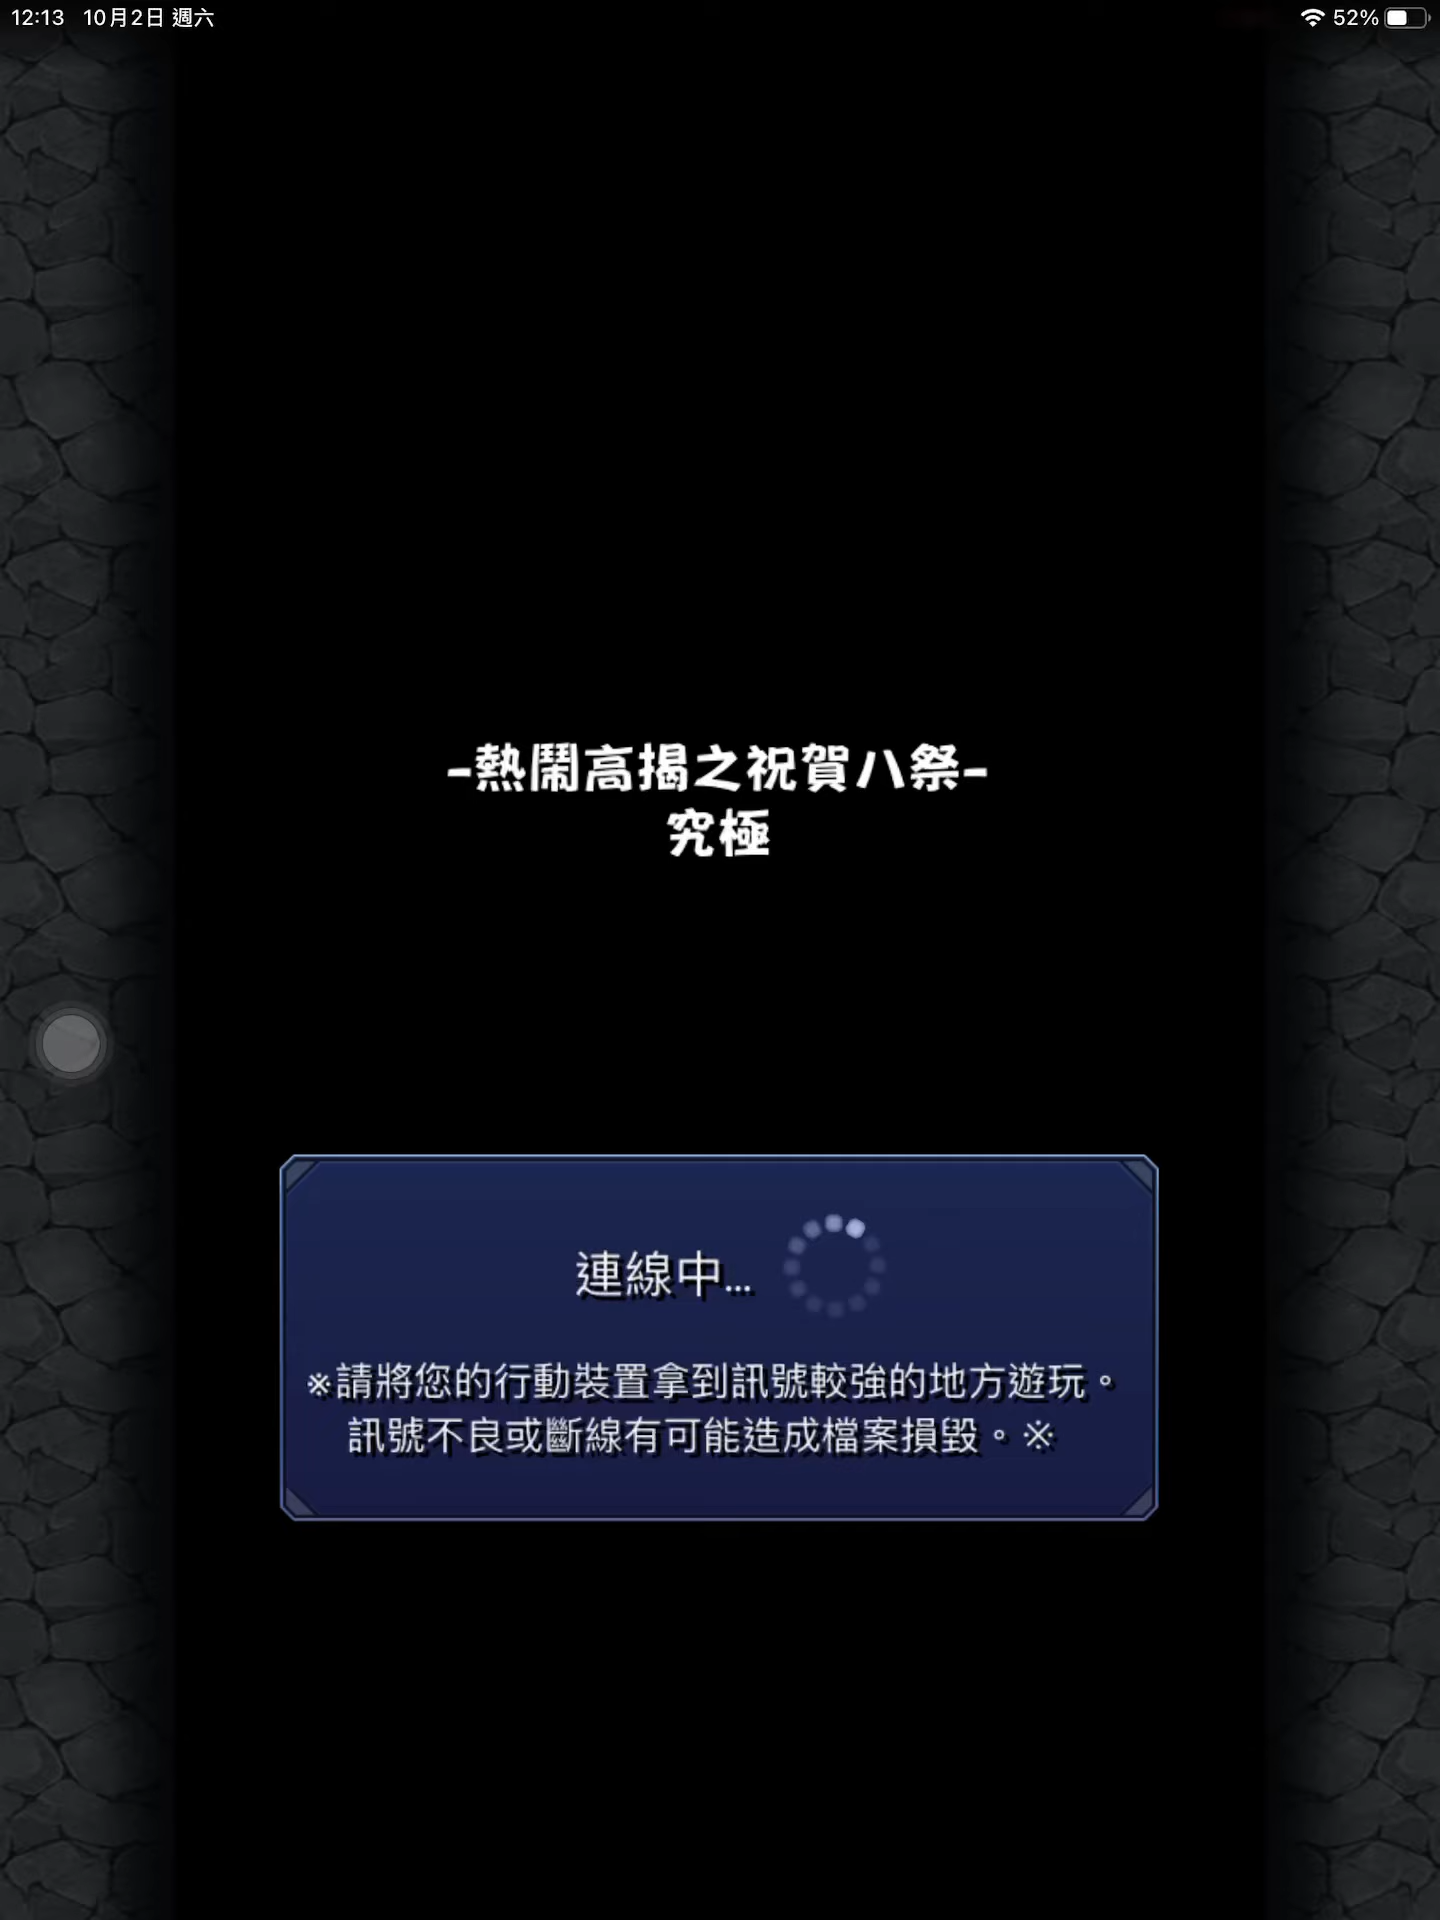 12:13 10月2日 週六
52%
-熱鬧高揭之祝賀八祭-
究極
連線中...
※請將您的行動裝置拿到訊號較強的地方遊玩。
訊號不良或斷線有可能造成檔案損毀。※